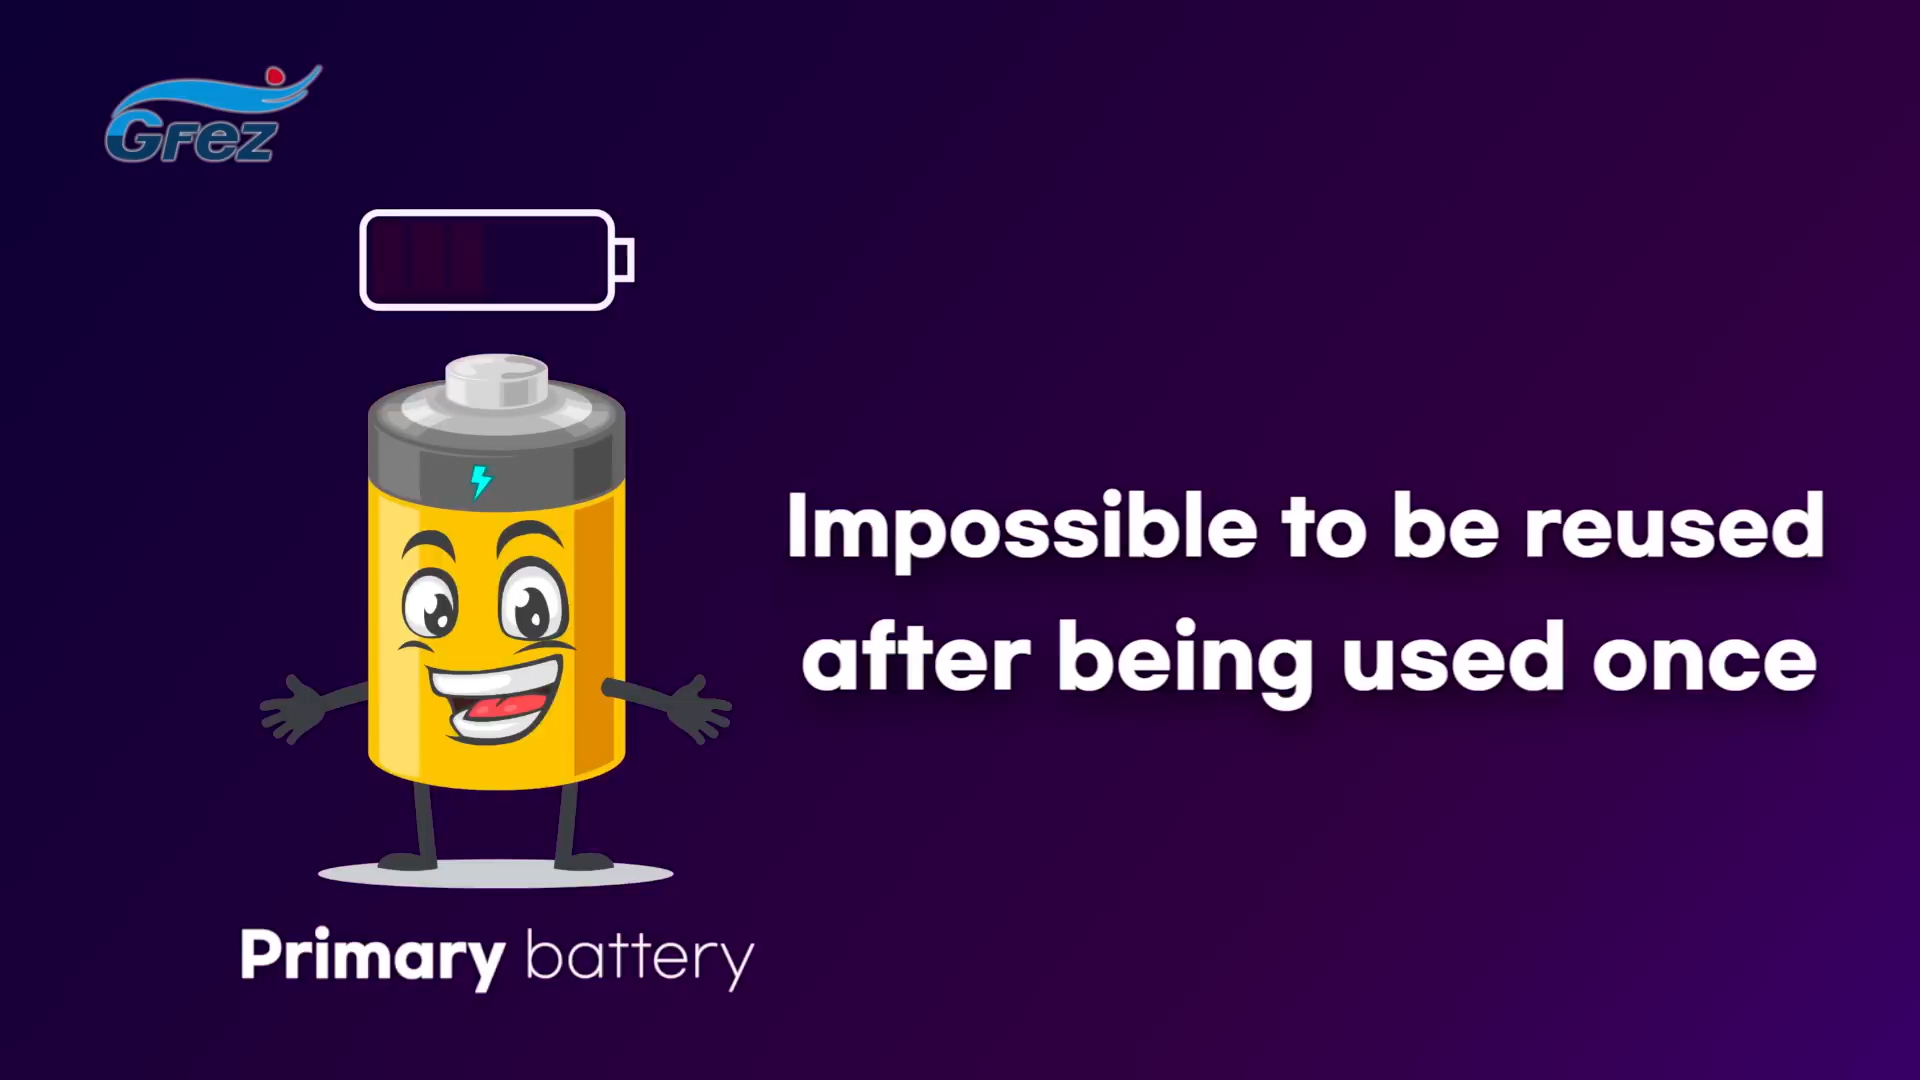 GFEZ
Impossible to be reused
after being used once
Primary battery